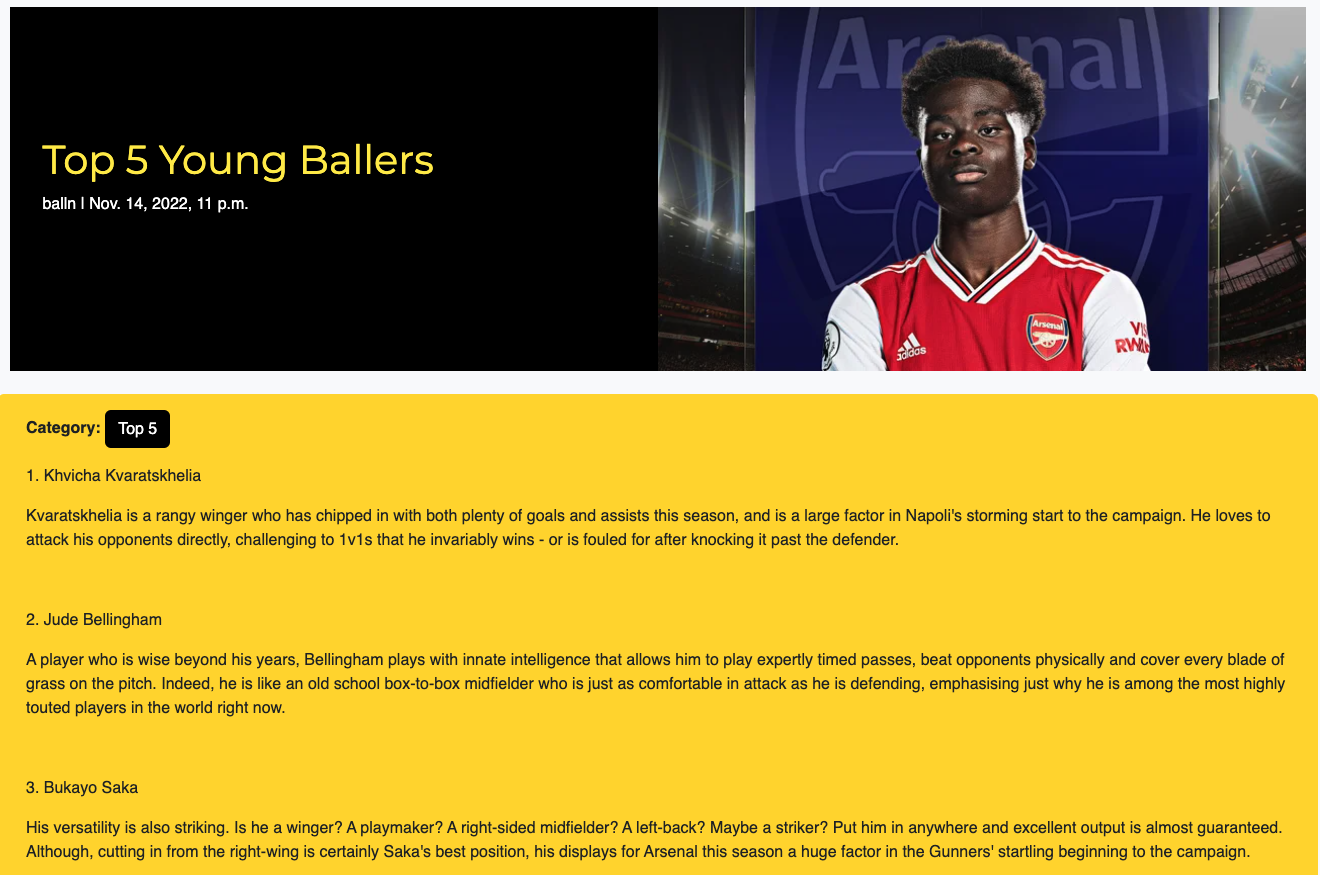 Arsenal
Top 5 Young Ballers
balln | Nov. 14, 2022, 11 p.m.
adidas
Arsenal
Category: Top 5
1. Khvicha Kvaratskhelia
Kvaratskhelia is a rangy winger who has chipped in with both plenty of goals and assists this season, and is a large factor in Napoli's storming start to the campaign. He loves to
attack his opponents directly, challenging to 1v1s that he invariably wins - or is fouled for after knocking it past the defender.
2. Jude Bellingham
A player who is wise beyond his years, Bellingham plays with innate intelligence that allows him to play expertly timed passes, beat opponents physically and cover every blade of
grass on the pitch. Indeed, he is like an old school box-to-box midfielder who is just as comfortable in attack as he is defending, emphasising just why he is among the most highly
touted players in the world right now.
3. Bukayo Saka
His versatility is also striking. Is he a winger? A playmaker? A right-sided midfielder? A left-back? Maybe a striker? Put him in anywhere and excellent output is almost guaranteed.
Although, cutting in from the right-wing is certainly Saka's best position, his displays for Arsenal this season a huge factor in the Gunners' startling beginning to the campaign.